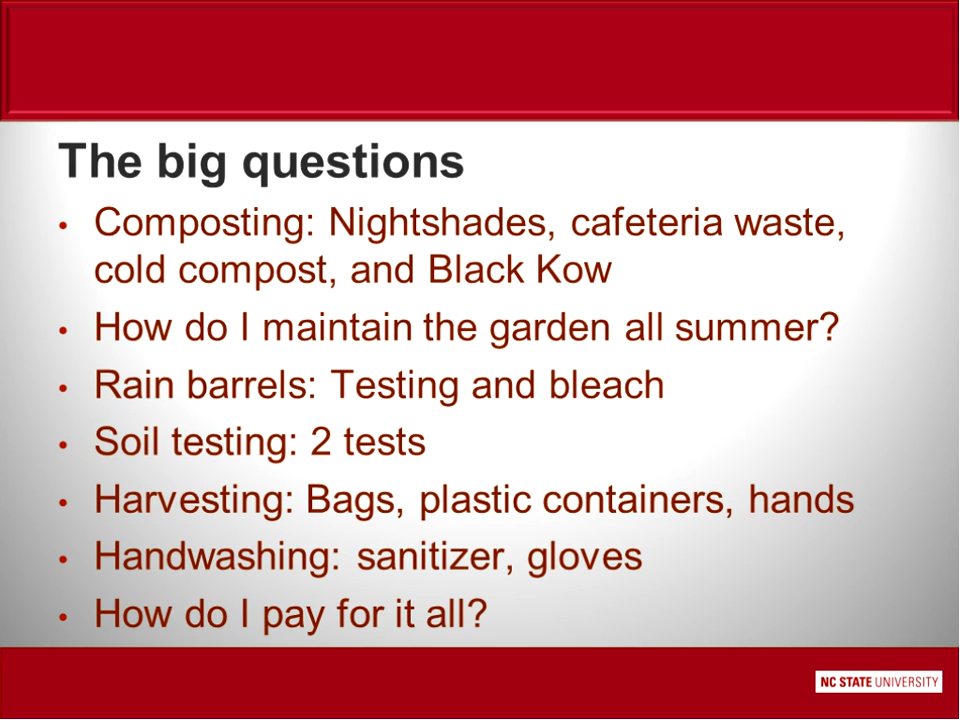 The big questions
• Composting: Nightshades, cafeteria waste,
cold compost, and Black Kow
• How do I maintain the garden all summer?
• Rain barrels: Testing and bleach
• Soil testing: 2 tests
• Harvesting: Bags, plastic containers, hands
• Handwashing: sanitizer, gloves
• How do I pay for it all?
NC STATE UNIVERSITY